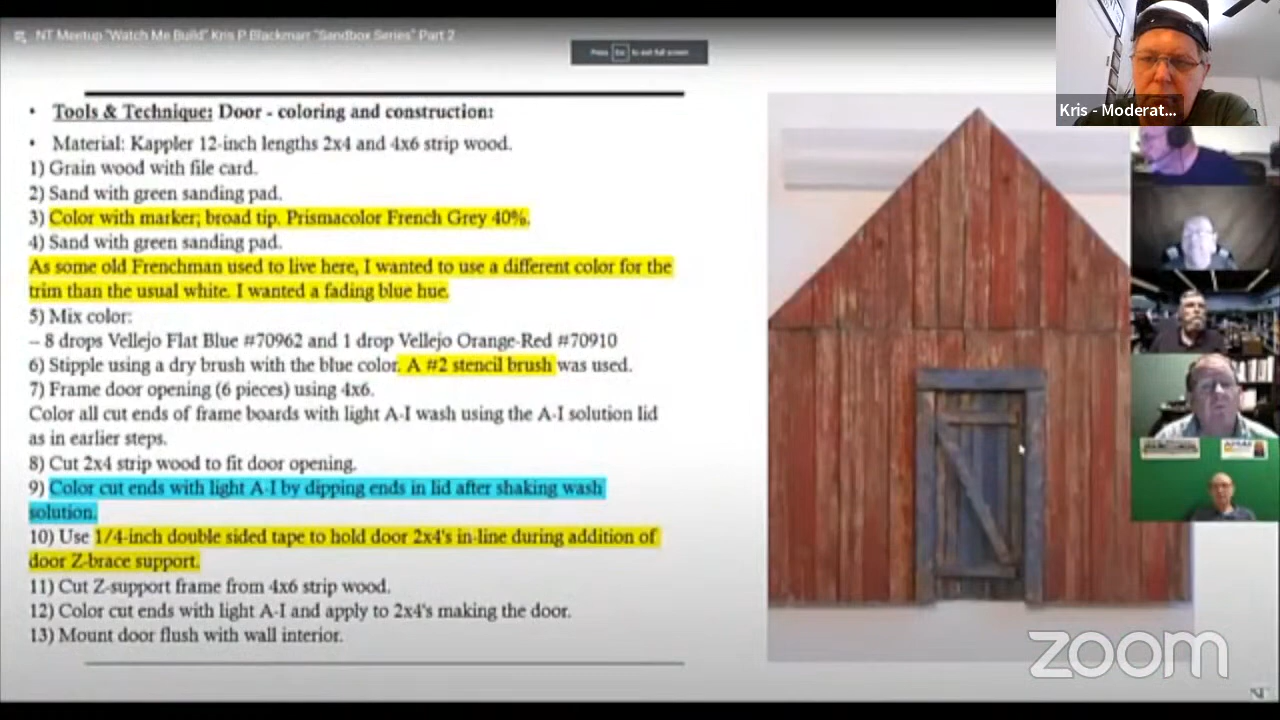 NT Meetup "Watch Me Build" Kris P Blackmarr "Sandbox Series" Part 2
Press Esc to exit full screen
Kris - Moderat...
• Tools & Technique: Door - coloring and construction:
• Material: Kappler 12-inch lengths 2x4 and 4x6 strip wood.
1) Grain wood with file card.
2) Sand with green sanding pad.
3) Color with marker; broad tip. Prismacolor French Grey 40%.
4) Sand with green sanding pad.
As some old Frenchman used to live here, I wanted to use a different color for the
trim than the usual white. I wanted a fading blue hue.
5) Mix color:
– 8 drops Vellejo Flat Blue #70962 and 1 drop Vellejo Orange-Red #70910
6) Stipple using a dry brush with the blue color. A #2 stencil brush was used.
7) Frame door opening (6 pieces) using 4x6.
Color all cut ends of frame boards with light A-I wash using the A-I solution lid
as in earlier steps.
8) Cut 2x4 strip wood to fit door opening.
9) Color cut ends with light A-I by dipping ends in lid after shaking wash
solution.
10) Use 1/4-inch double sided tape to hold door 2x4's in-line during addition of
door Z-brace support.
11) Cut Z-support frame from 4x6 strip wood.
12) Color cut ends with light A-I and apply to 2x4's making the door.
13) Mount door flush with wall interior.
zoom